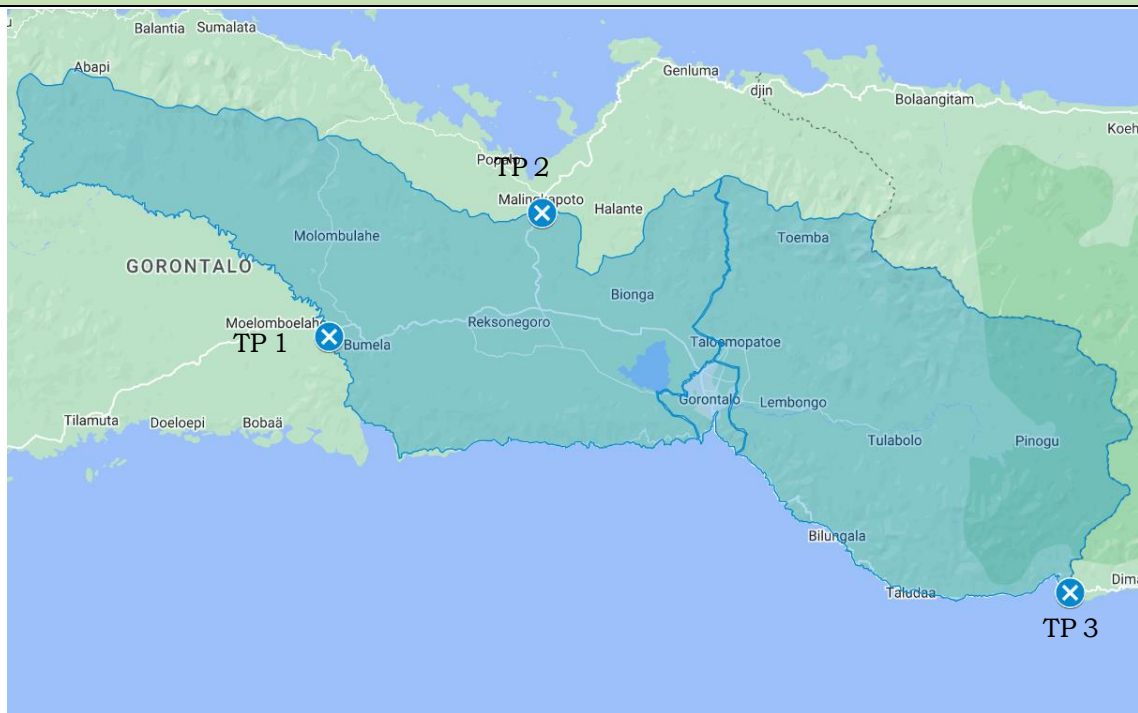 Balantia Sumalata
Abapi
Genluma
djin
Bolaangitam
Koeh
TP 2
Malingkapoto
Halante
Molombulahe
Toemba
GORONTALO
Bionga
Moelomboelahe
Reksonegoro
TP 1
Bumela
Taloemopatoe
Gorontalo
Lembongo
Tilamuta
Doeloepi
Bobaä
Tulabolo
Pinogu
Bilungala
Taludaa
Dima
TP 3